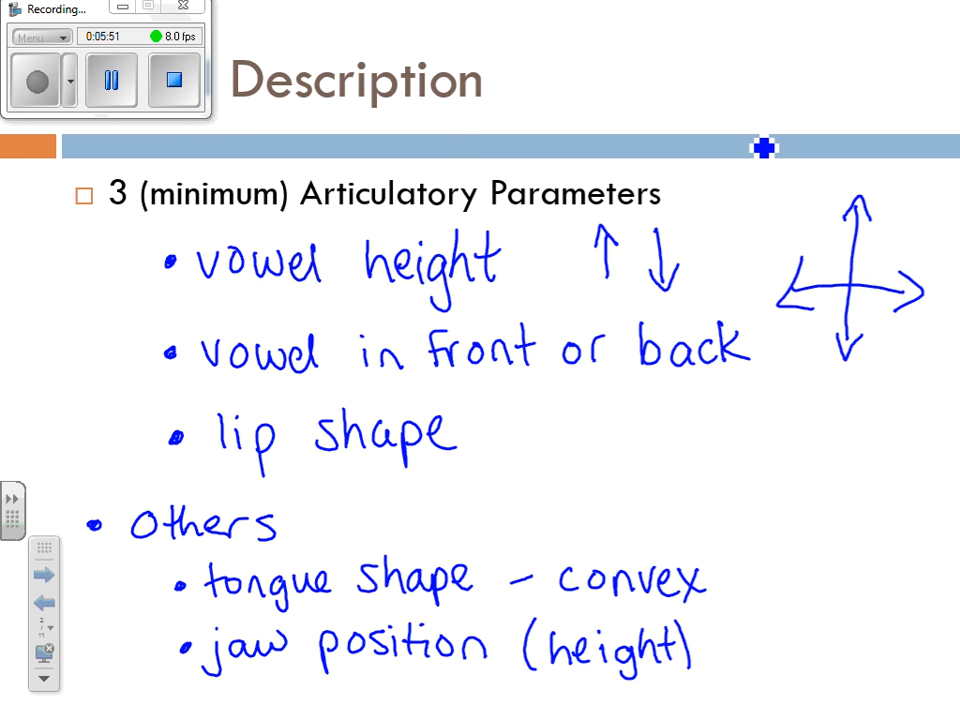 Recording...
Menu 0:05:51 8.0 fps
Description
3 (minimum) Articulatory Parameters
• vowel height ↑ ↓
• vowel in front or back
• lip shape
• others
• tongue shape – convex
• jaw position (height)